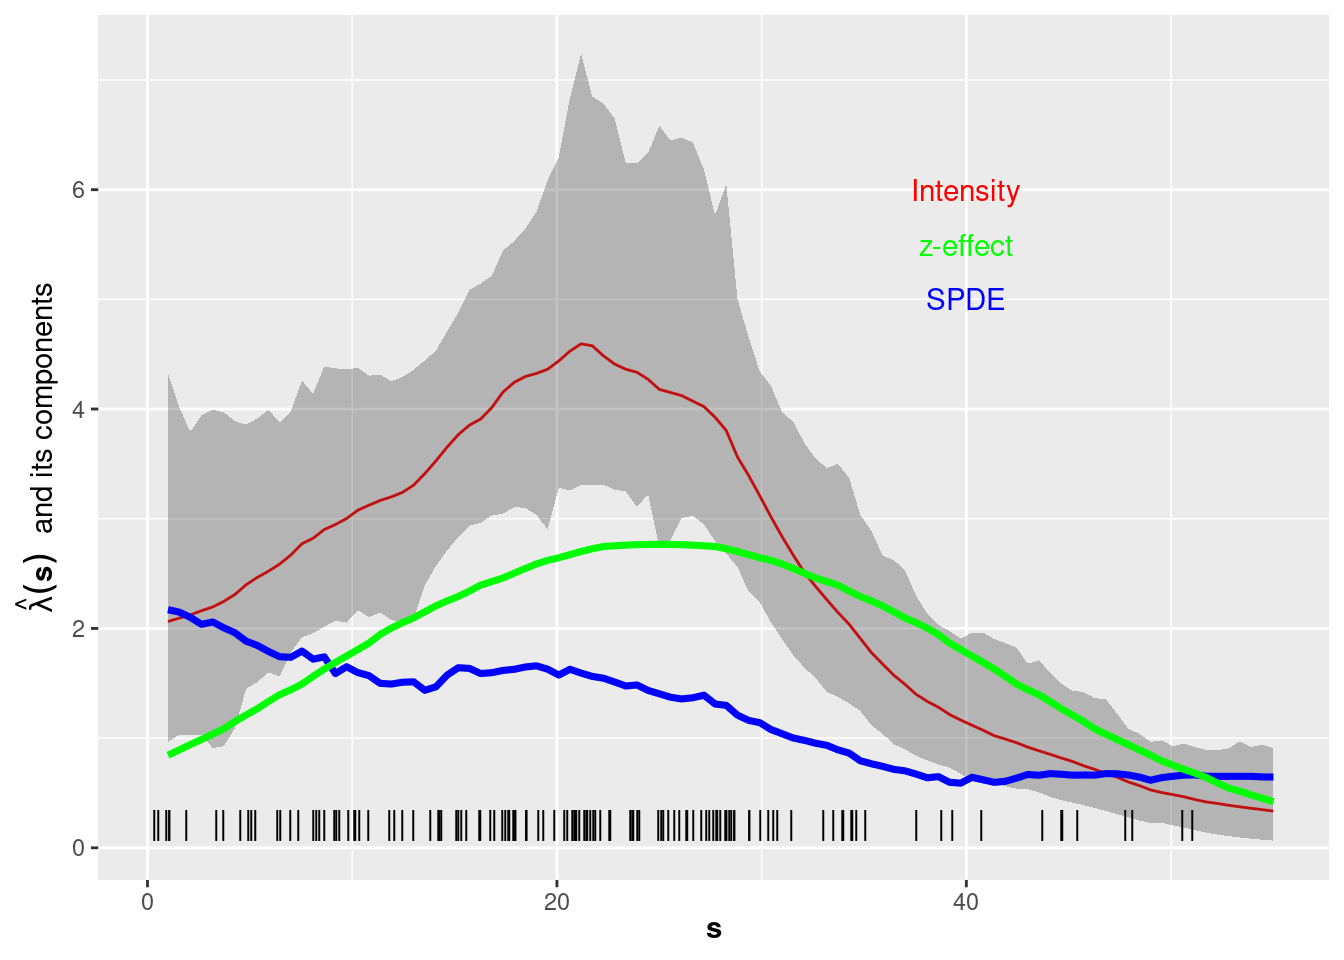 λ̂(s) and its components
6
4
2
0
Intensity
z-effect
SPDE
0 20 40
s